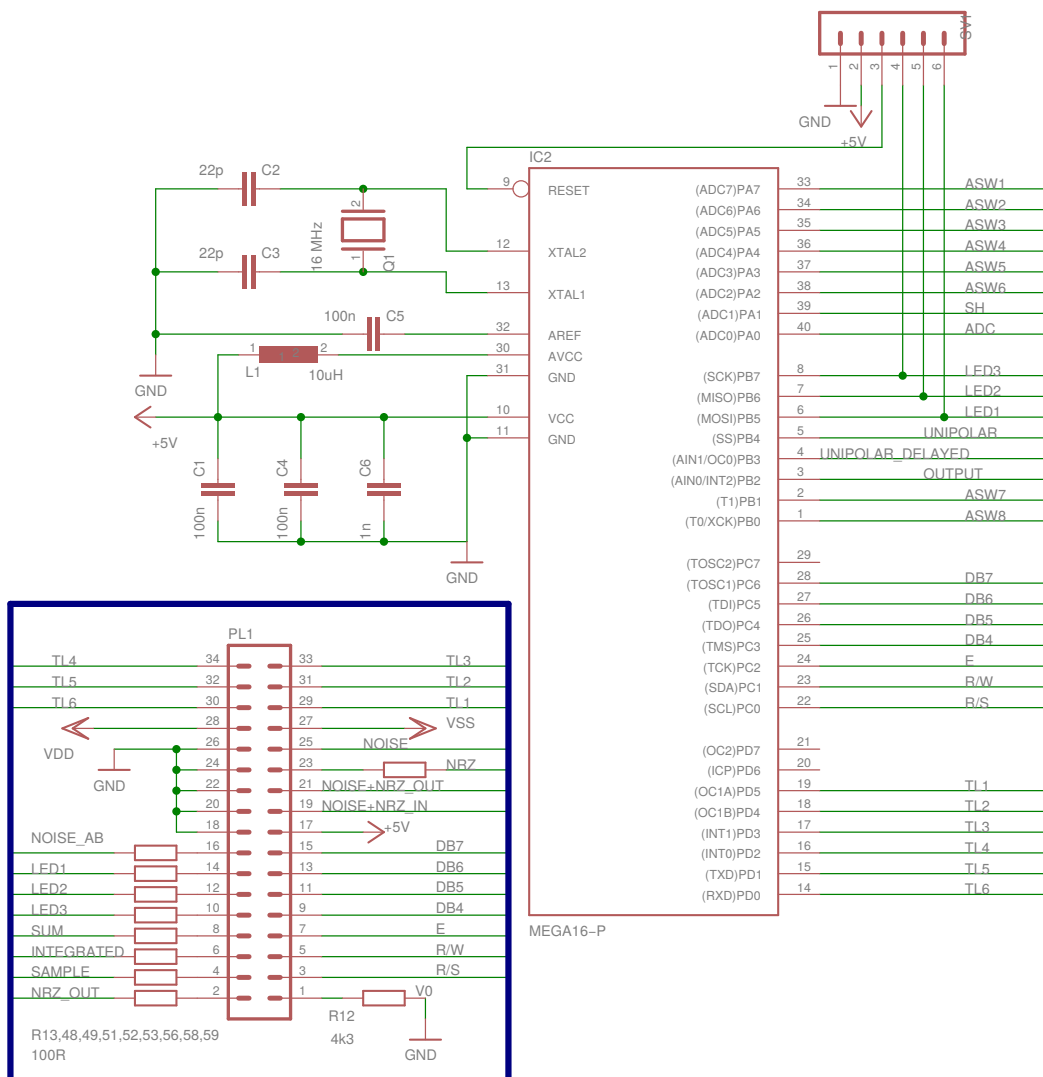 SV1
1 2 3 4 5 6
GND
+5V
IC2
22p C2
9 RESET
(ADC7)PA7 33 ASW1
(ADC6)PA6 34 ASW2
(ADC5)PA5 35 ASW3
(ADC4)PA4 36 ASW4
(ADC3)PA3 37 ASW5
(ADC2)PA2 38 ASW6
(ADC1)PA1 39 SH
(ADC0)PA0 40 ADC
2
16 MHz
1
Q1
22p C3
12 XTAL2
13 XTAL1
100n C5
32 AREF
1 1 2 2
30 AVCC
L1 10uH
31 GND
GND
10 VCC
+5V
11 GND
(SCK)PB7 8 LED3
(MISO)PB6 7 LED2
(MOSI)PB5 6 LED1
(SS)PB4 5 UNIPOLAR
(AIN1/OC0)PB3 4 UNIPOLAR_DELAYED
(AIN0/INT2)PB2 3 OUTPUT
(T1)PB1 2 ASW7
(T0/XCK)PB0 1 ASW8
C1 C4 C6
100n 100n 1n
GND
(TOSC2)PC7 29
(TOSC1)PC6 28 DB7
(TDI)PC5 27 DB6
(TDO)PC4 26 DB5
(TMS)PC3 25 DB4
(TCK)PC2 24 E
(SDA)PC1 23 R/W
(SCL)PC0 22 R/S
(OC2)PD7 21
(ICP)PD6 20
(OC1A)PD5 19 TL1
(OC1B)PD4 18 TL2
(INT1)PD3 17 TL3
(INT0)PD2 16 TL4
(TXD)PD1 15 TL5
(RXD)PD0 14 TL6
MEGA16-P
PL1
TL4 34 33 TL3
TL5 32 31 TL2
TL6 30 29 TL1
28 27
VDD VSS
26 25 NOISE
GND
24 23 NRZ
22 21 NOISE+NRZ_OUT
20 19 NOISE+NRZ_IN
18 17 +5V
NOISE_AB 16 15 DB7
LED1 14 13 DB6
LED2 12 11 DB5
LED3 10 9 DB4
SUM 8 7 E
INTEGRATED 6 5 R/W
SAMPLE 4 3 R/S
NRZ_OUT 2 1 V0
R12
4k3
GND
R13,48,49,51,52,53,56,58,59
100R